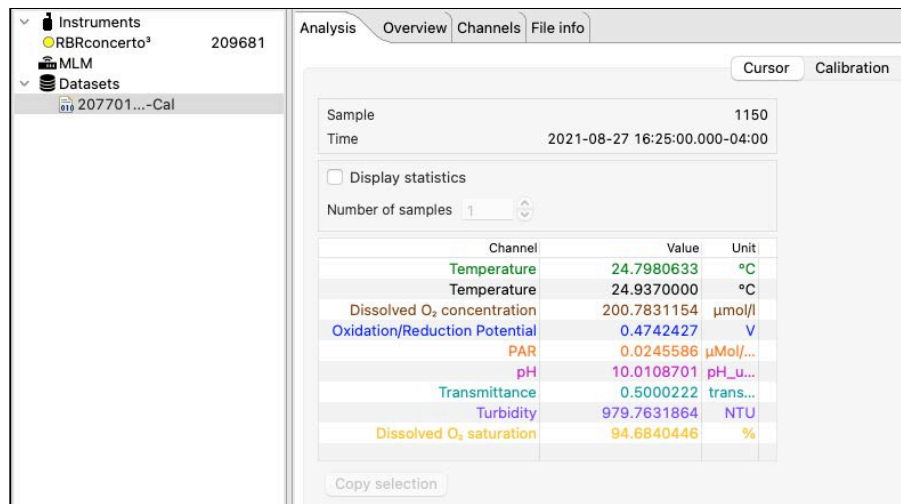 Instruments
RBRconcerto³ 209681
MLM
Datasets
207701...-Cal
Analysis Overview Channels File info
Cursor Calibration
Sample 1150
Time 2021-08-27 16:25:00.000-04:00
Display statistics
Number of samples 1
Channel Value Unit
Temperature 24.7980633 °C
Temperature 24.9370000 °C
Dissolved O₂ concentration 200.7831154 µmol/l
Oxidation/Reduction Potential 0.4742427 V
PAR 0.0245586 µMol/...
pH 10.0108701 pH_u...
Transmittance 0.5000222 trans...
Turbidity 979.7631864 NTU
Dissolved O₂ saturation 94.6840446 %
Copy selection